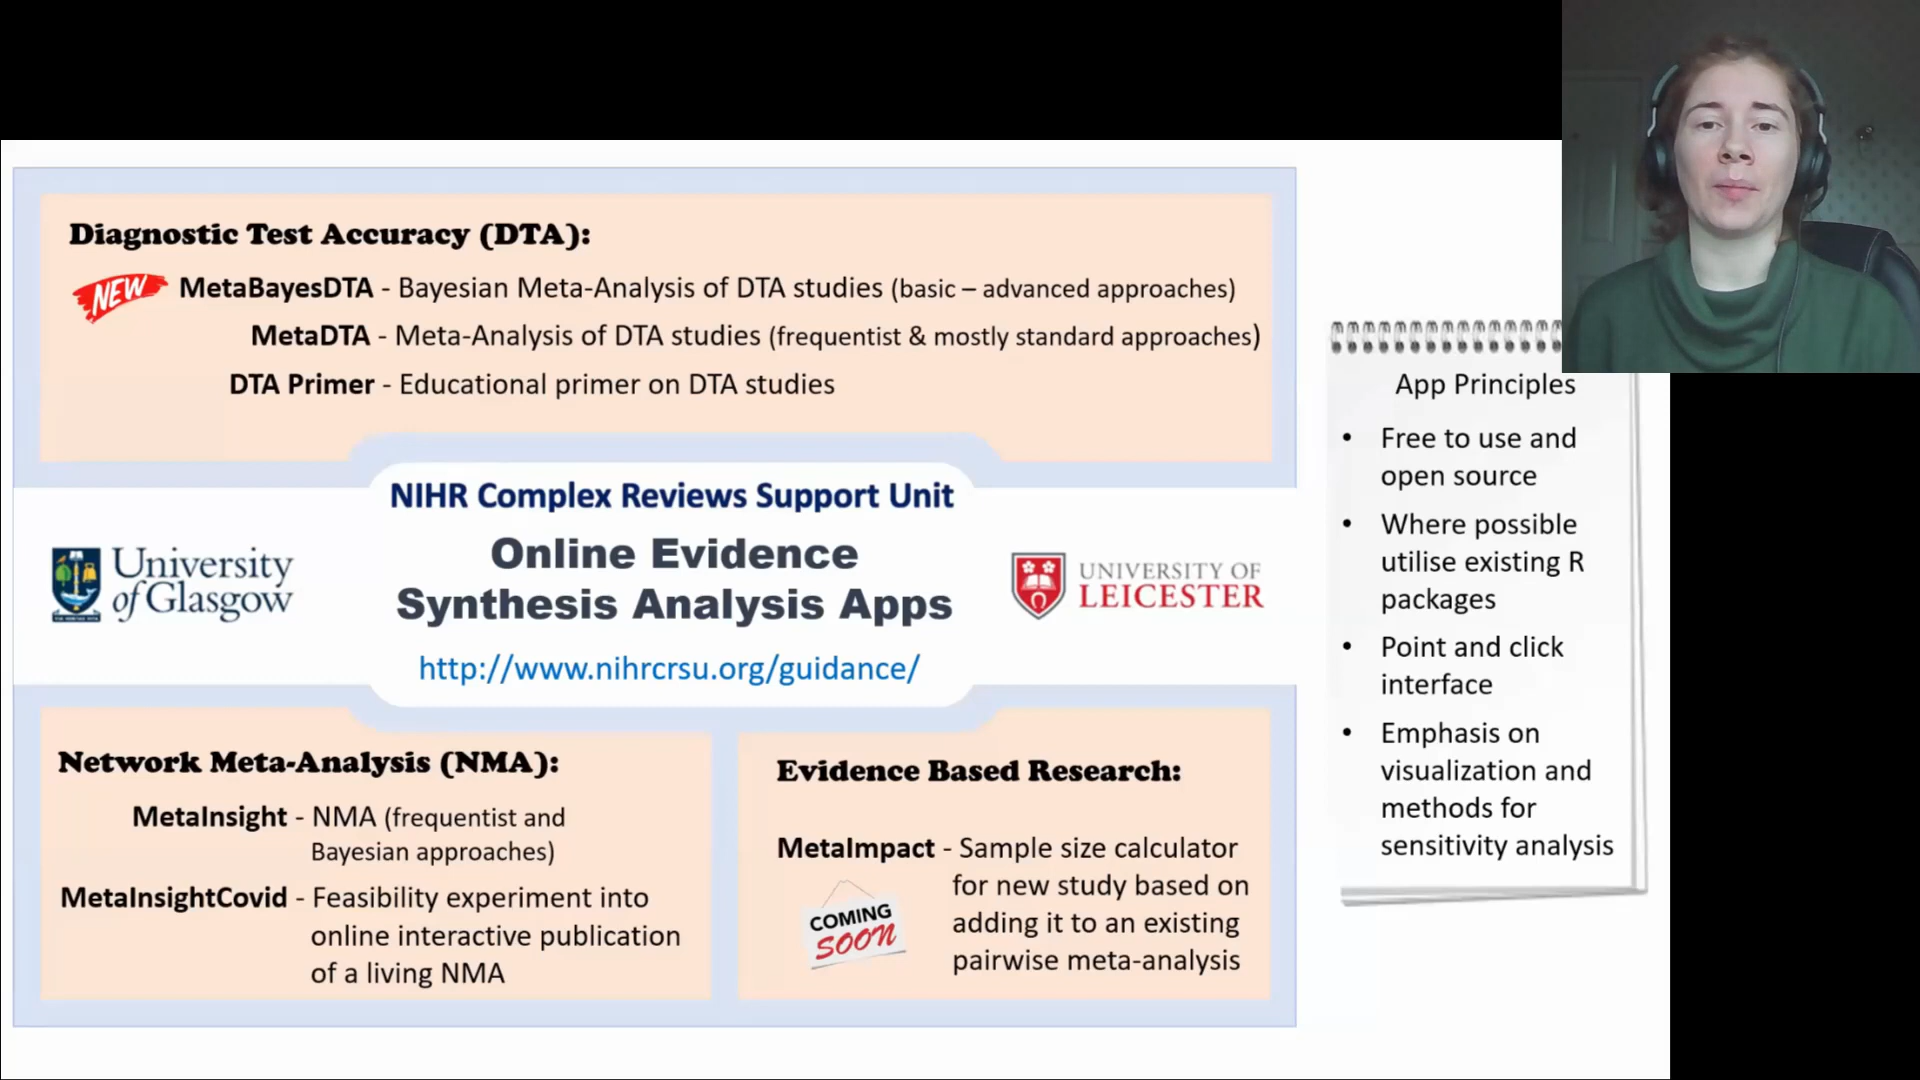 Diagnostic Test Accuracy (DTA):
NEW MetaBayesDTA - Bayesian Meta-Analysis of DTA studies (basic – advanced approaches)
MetaDTA - Meta-Analysis of DTA studies (frequentist & mostly standard approaches)
DTA Primer - Educational primer on DTA studies
NIHR Complex Reviews Support Unit
Online Evidence
Synthesis Analysis Apps
http://www.nihrcrsu.org/guidance/
University
of Glasgow
UNIVERSITY OF
LEICESTER
Network Meta-Analysis (NMA):
MetaInsight - NMA (frequentist and
Bayesian approaches)
MetaInsightCovid - Feasibility experiment into
online interactive publication
of a living NMA
Evidence Based Research:
MetaImpact - Sample size calculator
for new study based on
adding it to an existing
pairwise meta-analysis
COMING
SOON
App Principles
• Free to use and
open source
• Where possible
utilise existing R
packages
• Point and click
interface
• Emphasis on
visualization and
methods for
sensitivity analysis